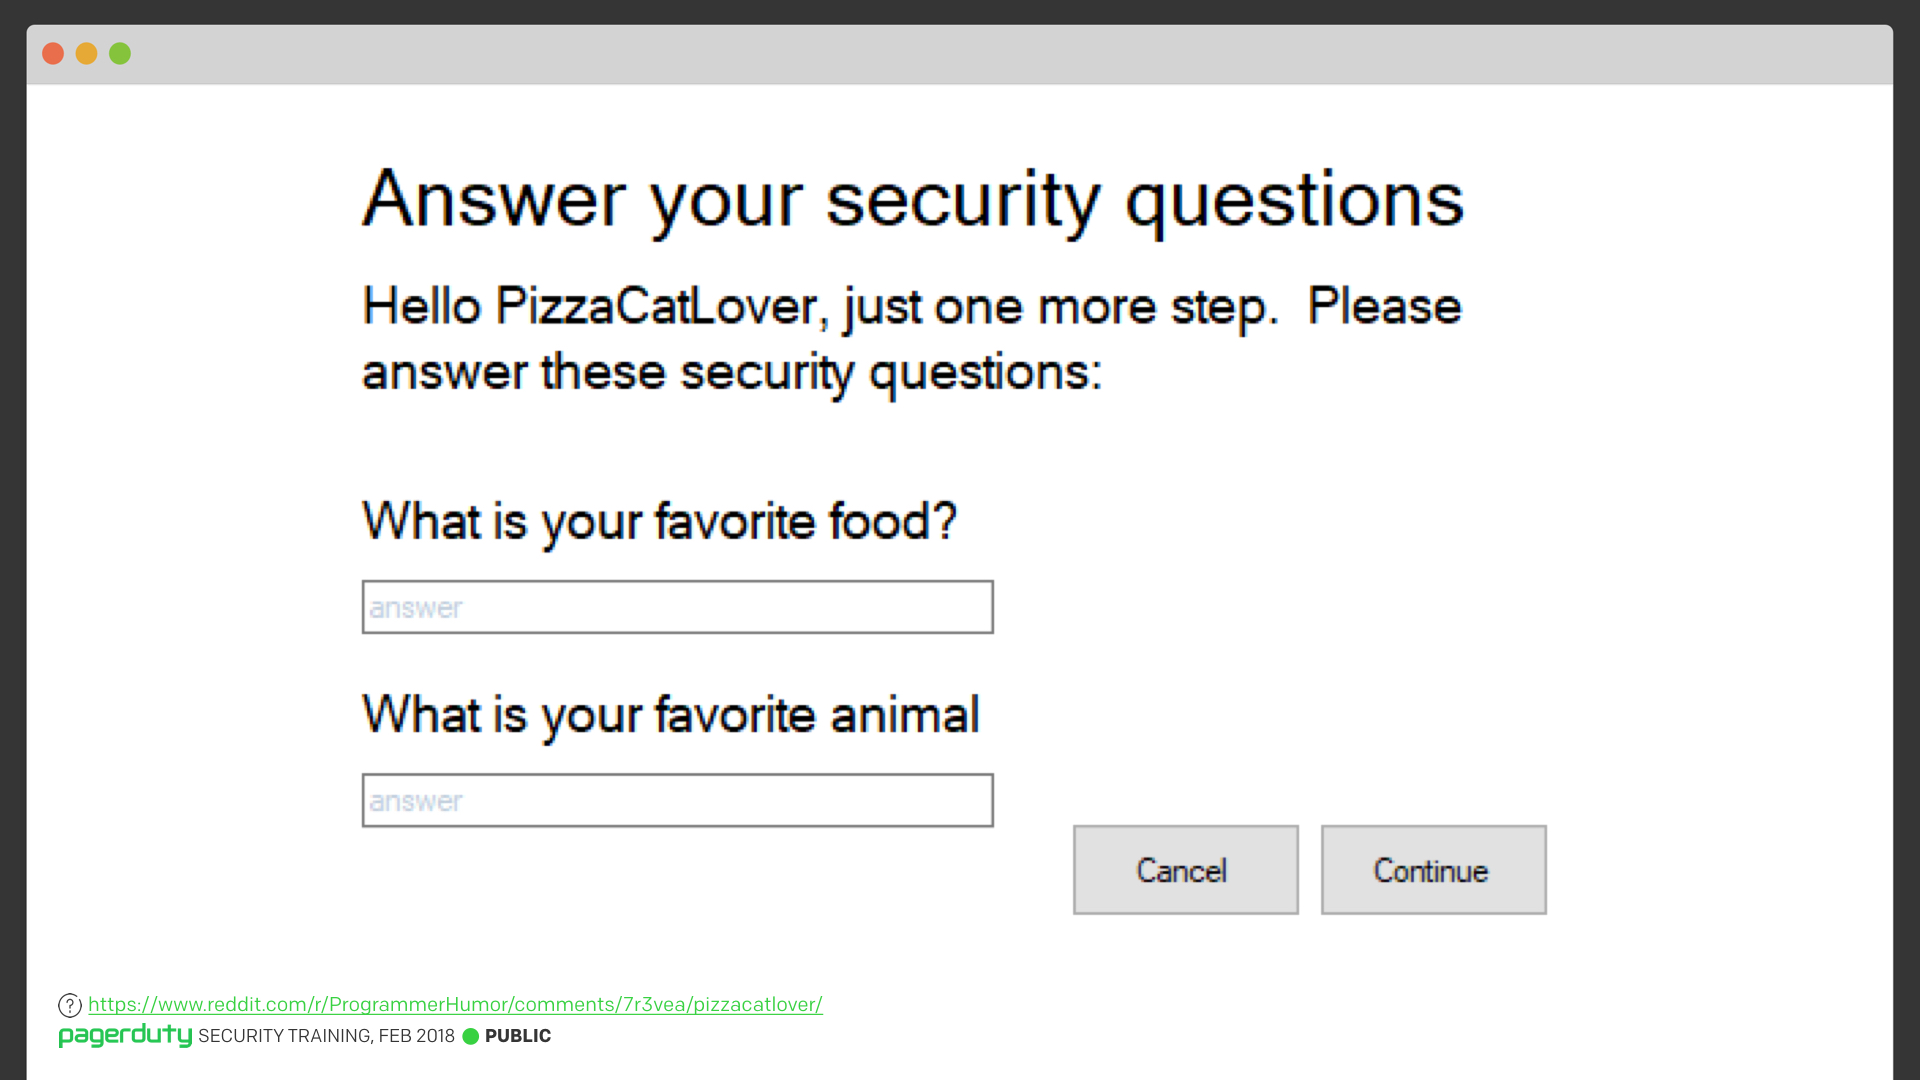 Answer your security questions
Hello PizzaCatLover, just one more step.  Please
answer these security questions:
What is your favorite food?
answer
What is your favorite animal
answer
Cancel
Continue
? https://www.reddit.com/r/ProgrammerHumor/comments/7r3vea/pizzacatlover/
pagerduty SECURITY TRAINING, FEB 2018 PUBLIC